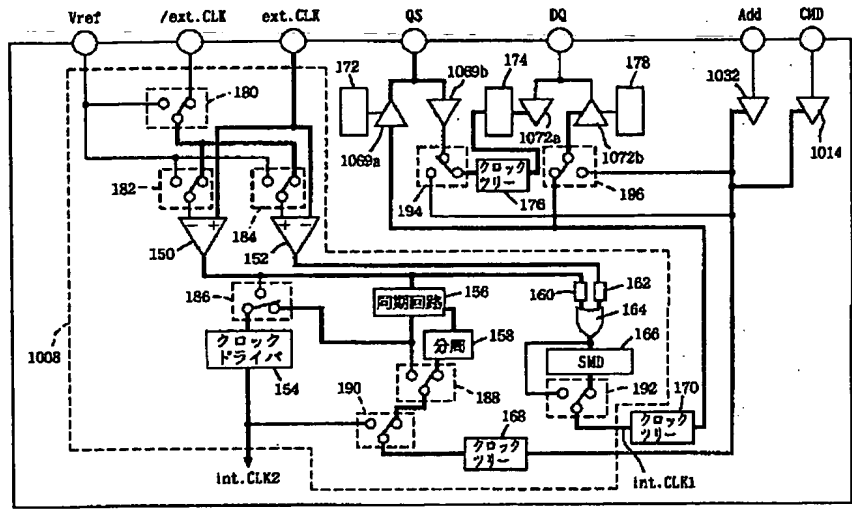 Vref
/ext.CLK
ext.CLK
QS
DQ
Add
CMD
172
1069b
174
178
1032
180
1069a
1072a
1072b
1014
182
184
194
クロック
ツリー
176
196
150
152
186
同期回路
156
160
162
164
1008
クロック
ドライバ
154
分周
158
166
SMD
188
190
192
170
168
クロック
ツリー
クロック
ツリー
int.CLK2
int.CLK1